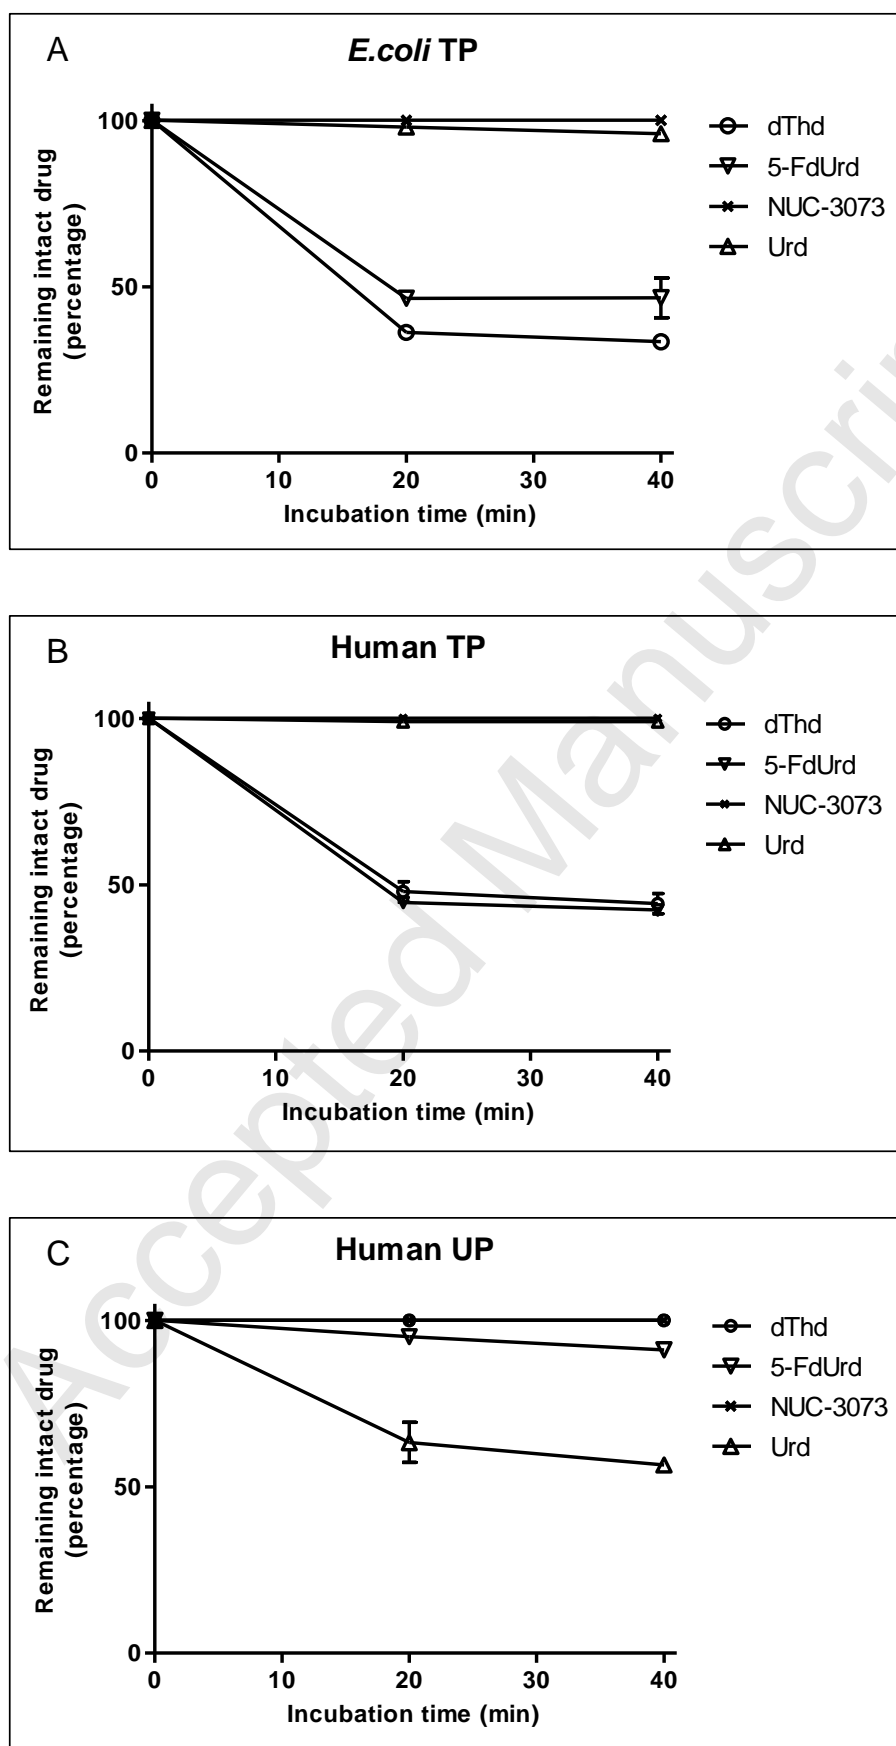 A
E.coli TP
Remaining intact drug
(percentage)
100
50
0
0 10 20 30 40
Incubation time (min)
dThd
5-FdUrd
NUC-3073
Urd
B
Human TP
Remaining intact drug
(percentage)
100
50
0
0 10 20 30 40
Incubation time (min)
dThd
5-FdUrd
NUC-3073
Urd
C
Human UP
Remaining intact drug
(percentage)
100
50
0
0 10 20 30 40
Incubation time (min)
dThd
5-FdUrd
NUC-3073
Urd
Accepted Manuscrip